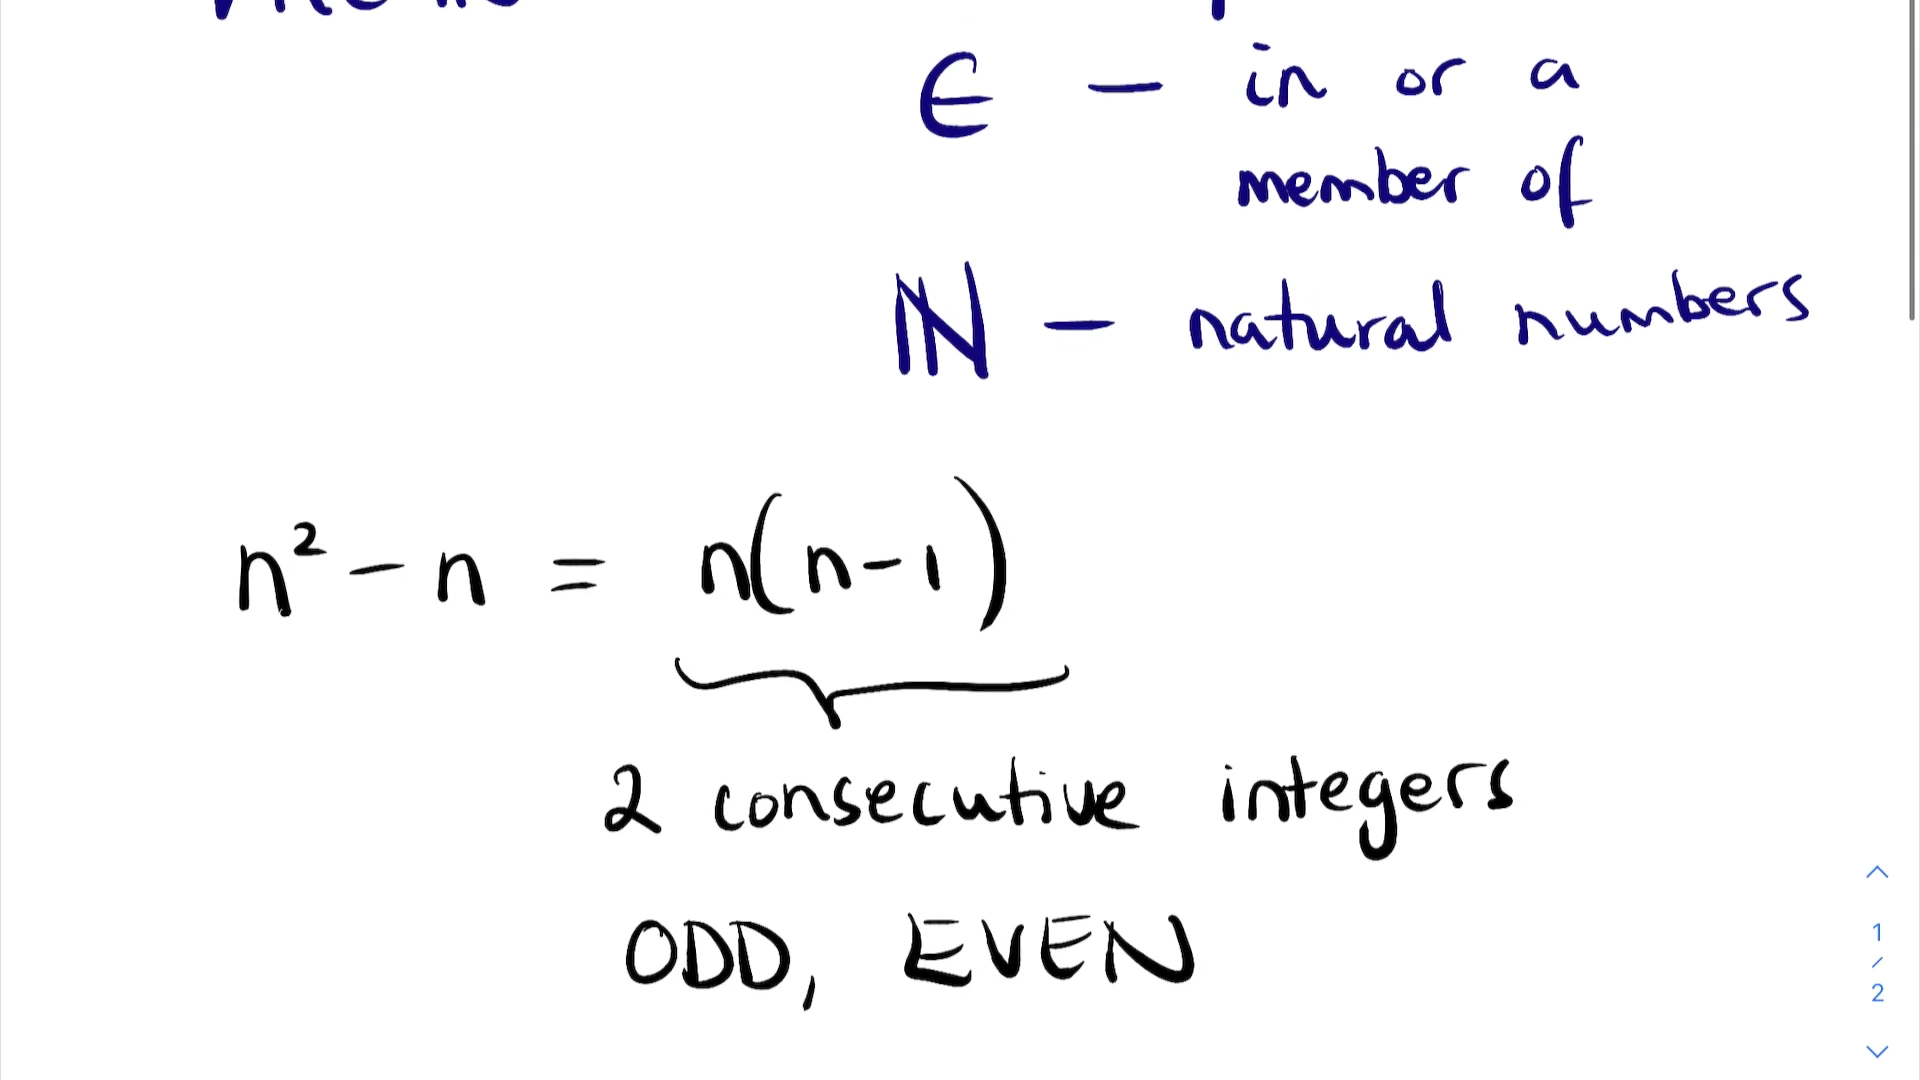 ∈ – in or a
member of
ℕ – natural numbers
n² – n = n(n-1)
2 consecutive integers
ODD, EVEN
1
/
2